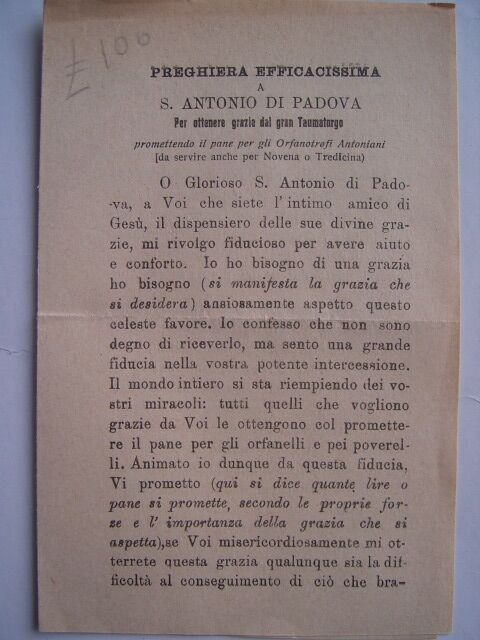 £ 100
PREGHIERA EFFICACISSIMA
A
S. ANTONIO DI PADOVA
Per ottenere grazie dal gran Taumaturgo
promettendo il pane per gli Orfanotrofi Antoniani
[da servire anche per Novena o Tredicina)
O Glorioso S. Antonio di Pado-
-va, a Voi che siete l'intimo amico di
Gesù, il dispensiero delle sue divine gra-
zie, mi rivolgo fiducioso per avere aiuto
e conforto. Io ho bisogno di una grazia
ho bisogno (si manifesta la grazia che
si desidera) ansiosamente aspetto questo
celeste favore. Io confesso che non sono
degno di riceverlo, ma sento una grande
fiducia nella vostra potente intercessione.
Il mondo intiero si sta riempiendo dei vo-
stri miracoli: tutti quelli che vogliono
grazie da Voi le ottengono col promette-
re il pane per gli orfanelli e pei poverel-
li. Animato io dunque da questa fiducia,
Vi prometto (qui si dice quante lire o
pane si promette, secondo le proprie for-
ze e l'importanza della grazia che si
aspetta),se Voi misericordiosamente mi ot-
terrete questa grazia qualunque sia la dif-
ficoltà al conseguimento di ciò che bra-